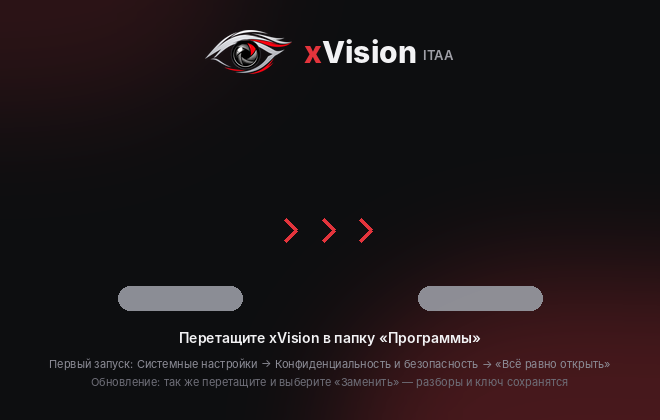 xVision ITAA
Перетащите xVision в папку «Программы»
Первый запуск: Системные настройки → Конфиденциальность и безопасность → «Всё равно открыть»
Обновление: так же перетащите и выберите «Заменить» — разборы и ключ сохранятся